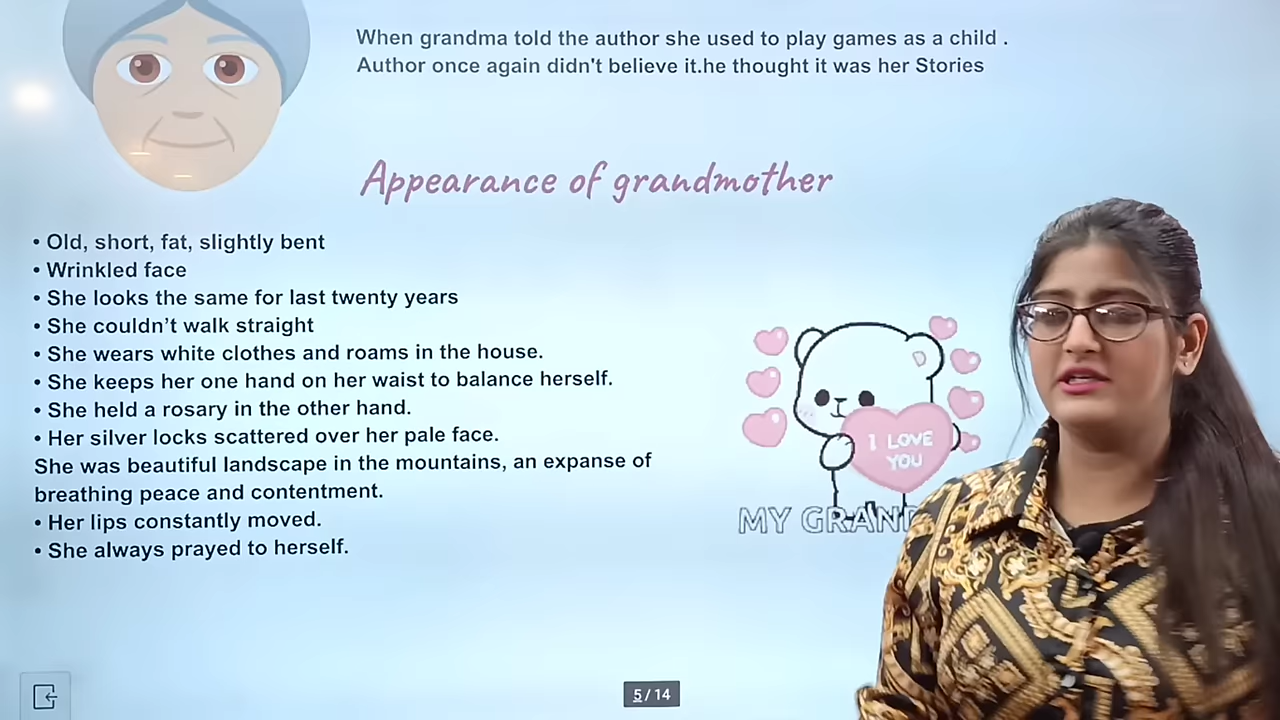 When grandma told the author she used to play games as a child .
Author once again didn't believe it.he thought it was her Stories
Appearance of grandmother
• Old, short, fat, slightly bent
• Wrinkled face
• She looks the same for last twenty years
• She couldn't walk straight
• She wears white clothes and roams in the house.
• She keeps her one hand on her waist to balance herself.
• She held a rosary in the other hand.
• Her silver locks scattered over her pale face.
She was beautiful landscape in the mountains, an expanse of
breathing peace and contentment.
• Her lips constantly moved.
• She always prayed to herself.
I LOVE
YOU
MY GRAND
5 / 14